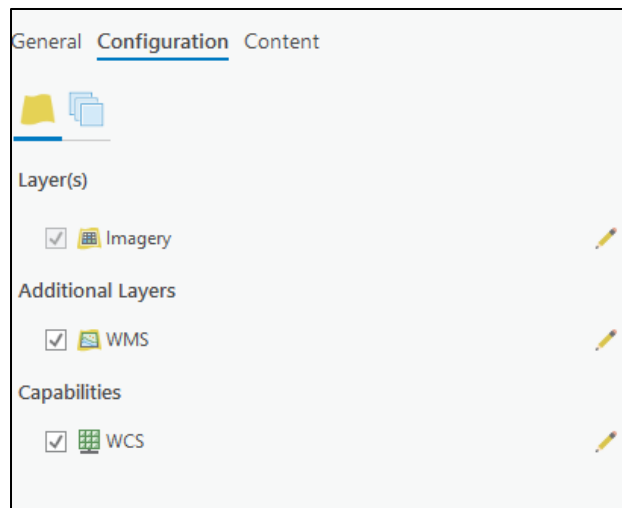 General Configuration Content
Layer(s)
Imagery
Additional Layers
WMS
Capabilities
WCS